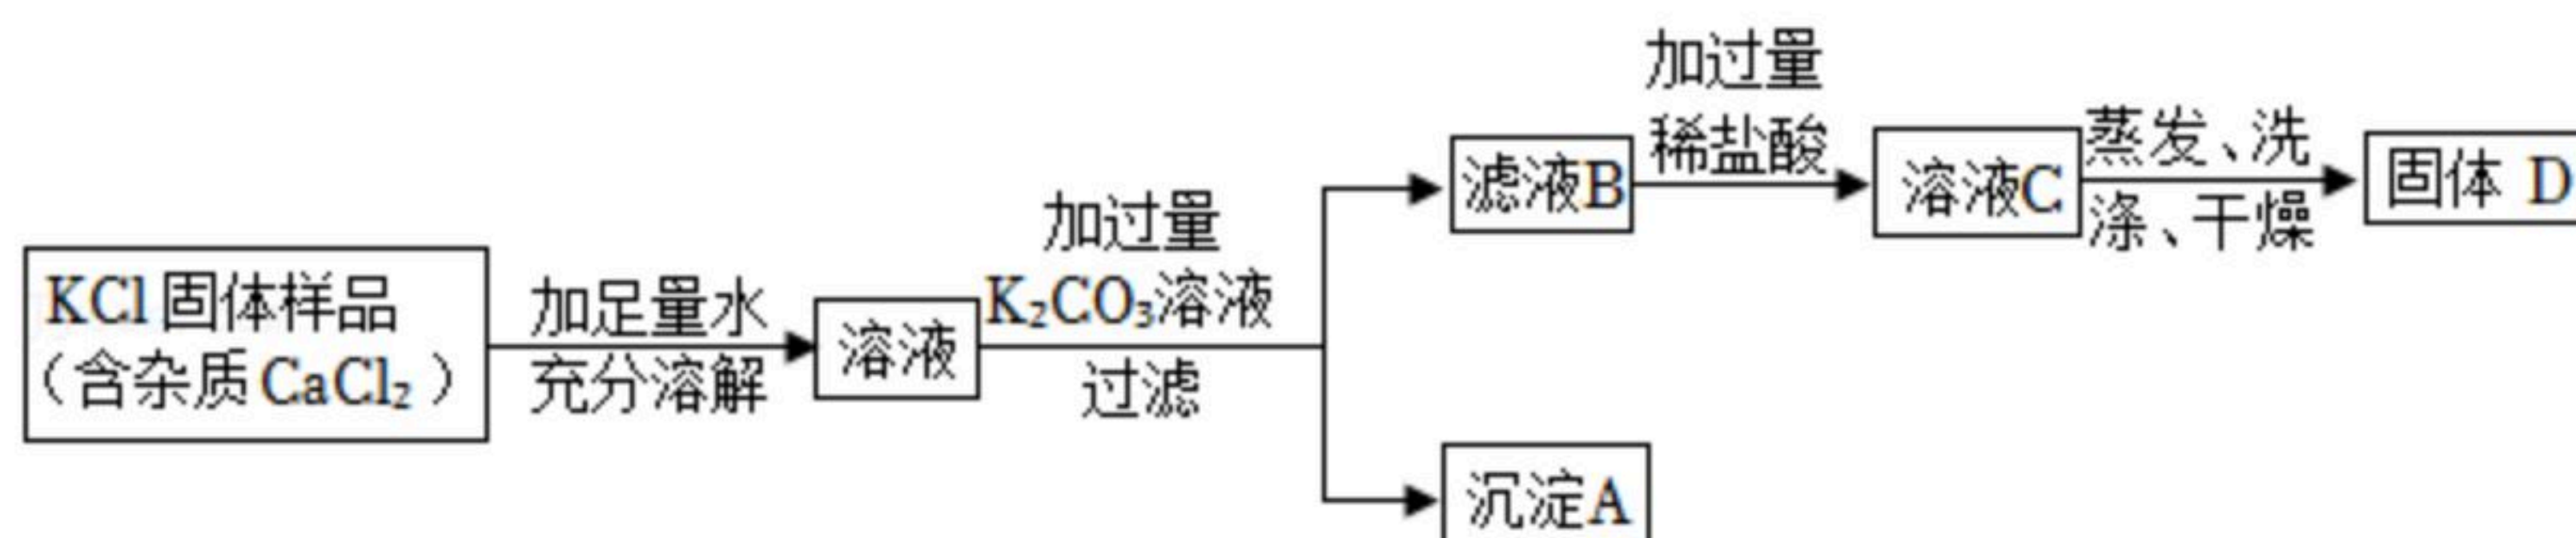 KCl 固体样品
（含杂质CaCl₂ ）
加足量水
充分溶解
溶液
加过量
K₂CO₃溶液
过滤
滤液B
加过量
稀盐酸
溶液C
蒸发、洗
涤、干燥
固体 D
沉淀A